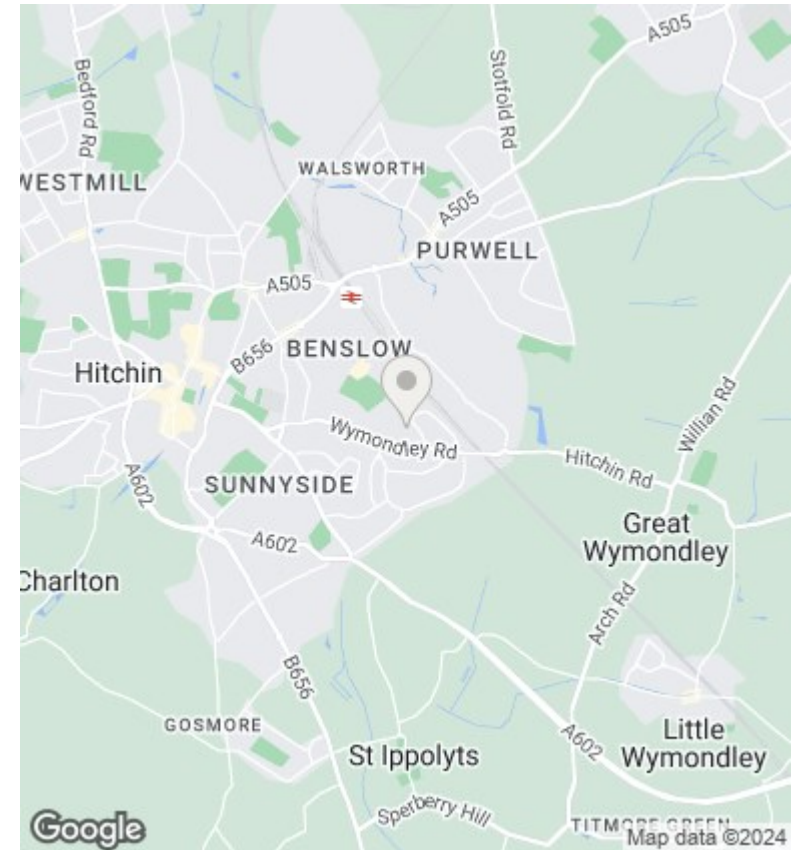 A505
Bedford Rd
Stotfold Rd
WALSWORTH
WESTMILL
A505
PURWELL
A505
BENSLOW
B656
Hitchin
Willian Rd
Wymondley Rd
Hitchin Rd
SUNNYSIDE
A602
Great
Wymondley
A602
Charlton
Arch Rd
B656
GOSMORE
St Ippolyts
A602
Little
Wymondley
Sperberry Hill
TITMORE GREEN
Google
Map data ©2024